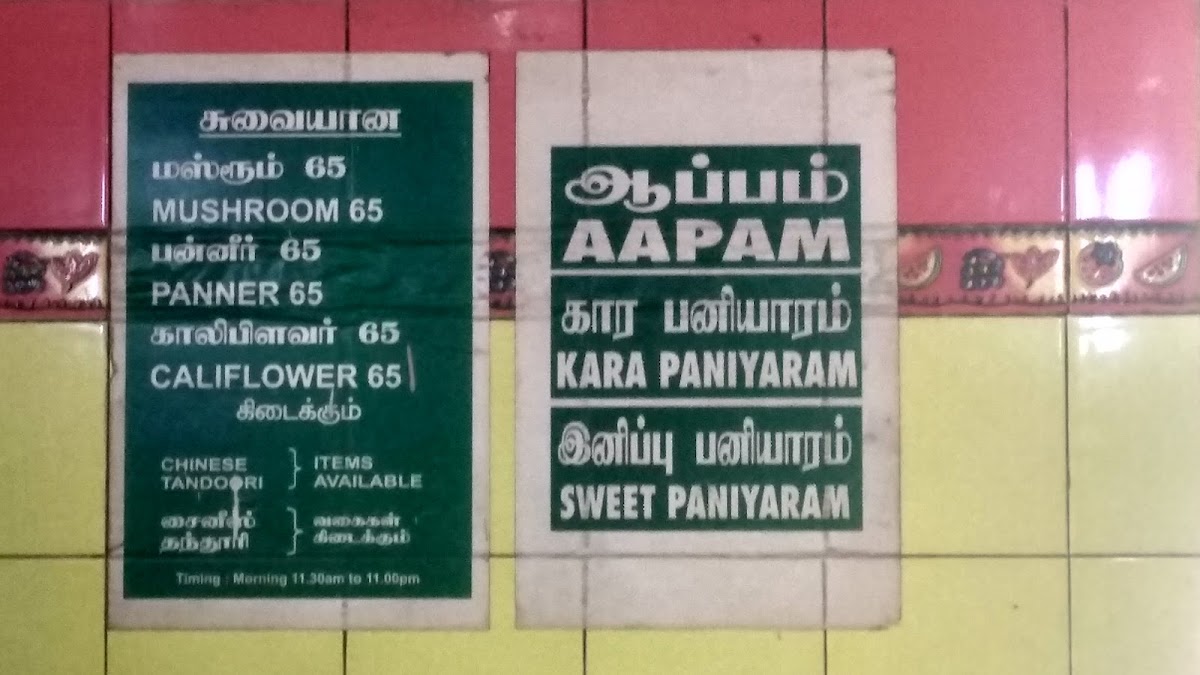 சுவையான
மஸ்ரூம் 65
MUSHROOM 65
பன்னீர் 65
PANNER 65
காலிபிளவர் 65
CALIFLOWER 65
கிடைக்கும்
CHINESE
TANDOORI
ITEMS
AVAILABLE
சைனீஸ்
தந்தூரி
வகைகள்
கிடைக்கும்
Timing : Morning 11.30am to 11.00pm
ஆப்பம்
AAPAM
கார பனியாரம்
KARA PANIYARAM
இனிப்பு பனியாரம்
SWEET PANIYARAM